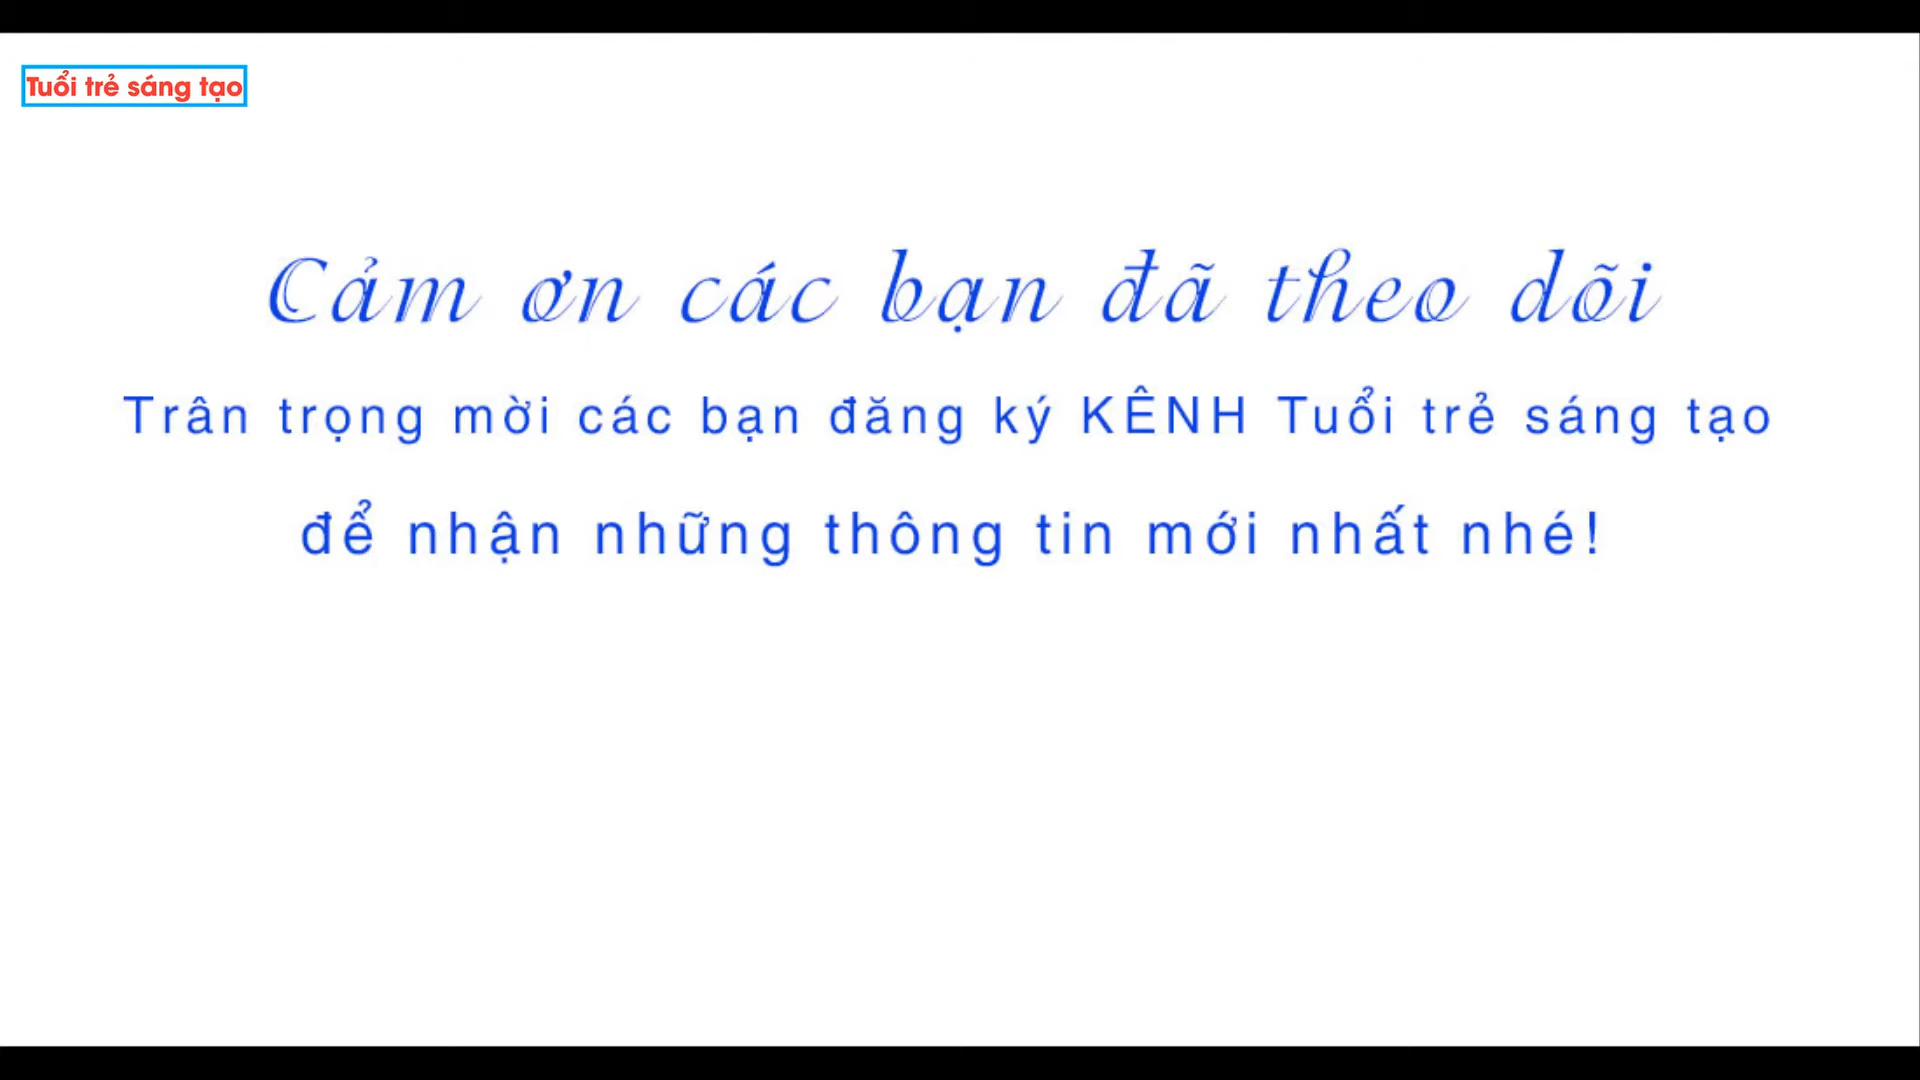 Tuổi trẻ sáng tạo
Cảm ơn các bạn đã theo dõi
Trân trọng mời các bạn đăng ký KÊNH Tuổi trẻ sáng tạo
để nhận những thông tin mới nhất nhé!